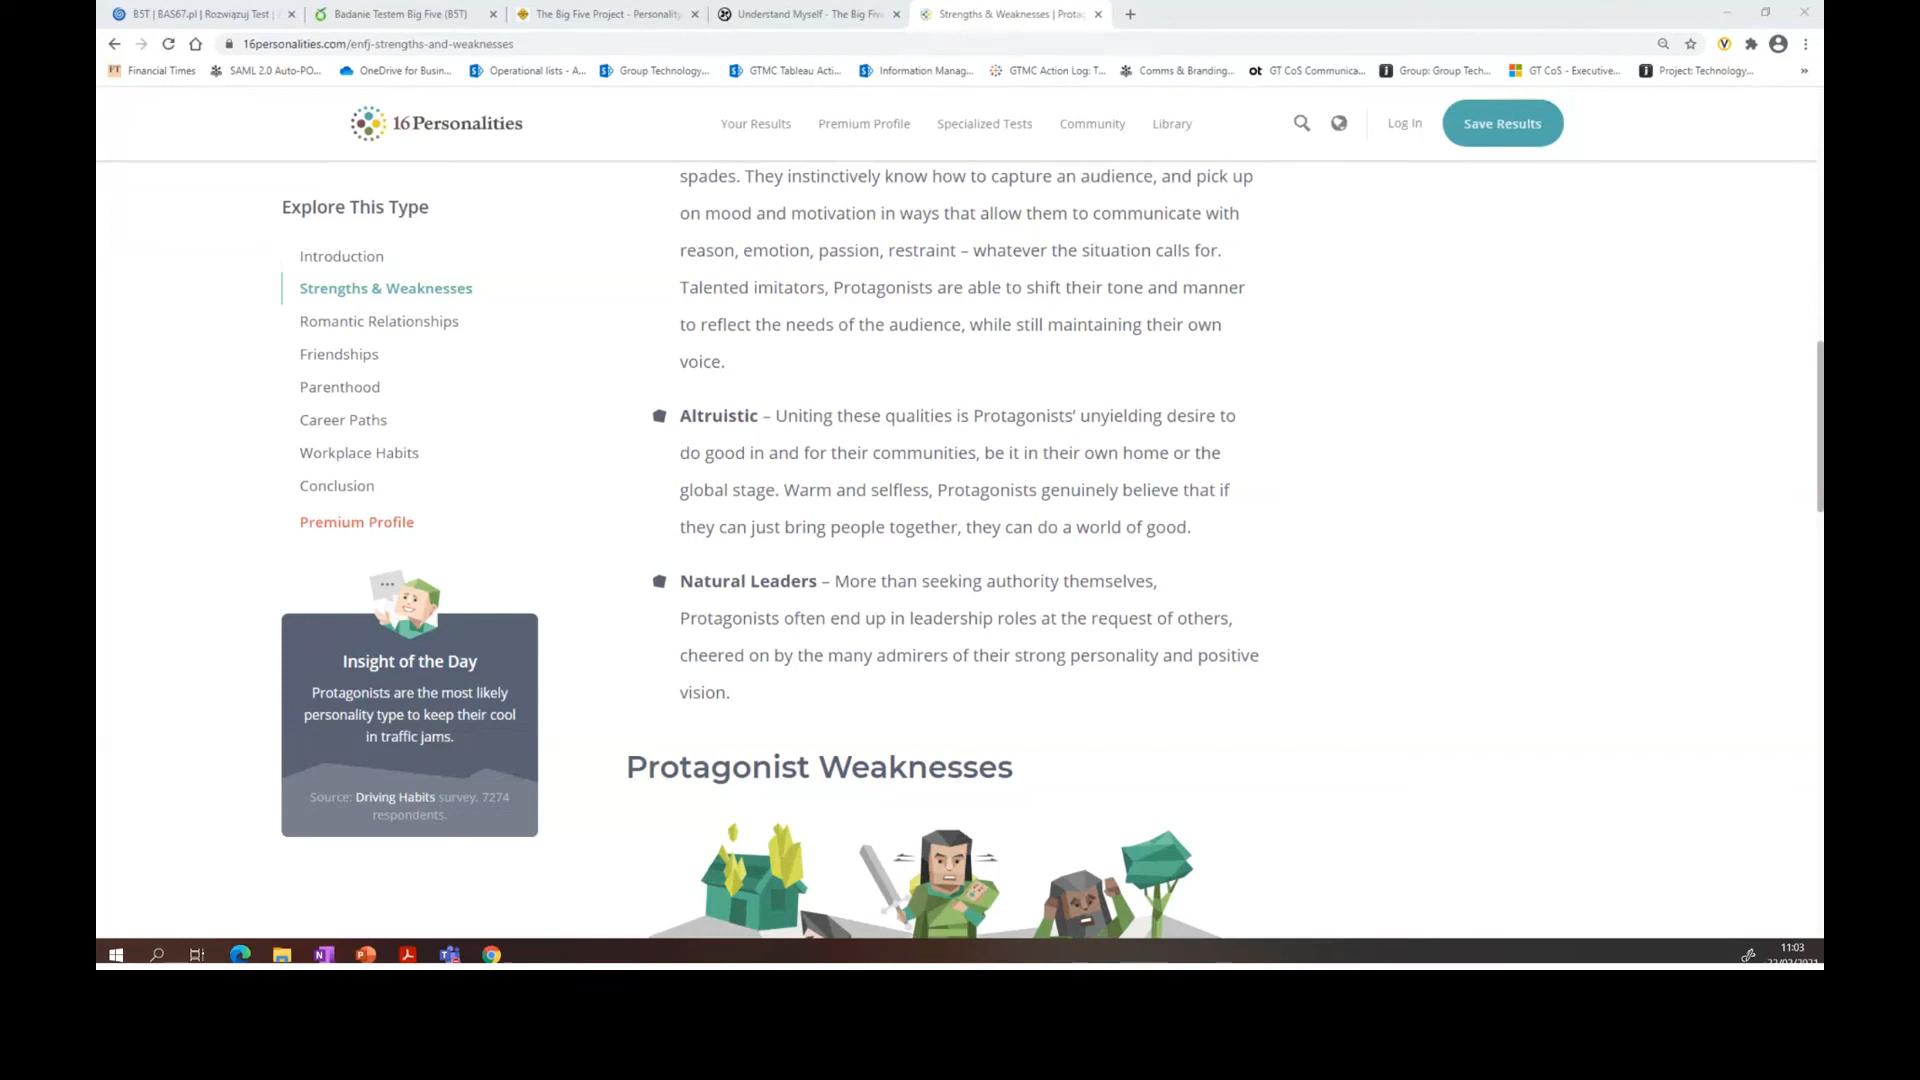 B5T | BAS67.pl | Rozwiązuj Test |
Badanie Testem Big Five (B5T)
The Big Five Project - Personality
Understand Myself - The Big Five
Strengths & Weaknesses | Protag
16personalities.com/enfj-strengths-and-weaknesses
Financial Times
SAML 2.0 Auto-PO...
OneDrive for Busin...
Operational lists - A...
Group Technology...
GTMC Tableau Acti...
Information Manag...
GTMC Action Log: T...
Comms & Branding...
GT CoS Communica...
Group: Group Tech...
GT CoS - Executive...
Project: Technology...
16Personalities
Your Results
Premium Profile
Specialized Tests
Community
Library
Log In
Save Results
Explore This Type
Introduction
Strengths & Weaknesses
Romantic Relationships
Friendships
Parenthood
Career Paths
Workplace Habits
Conclusion
Premium Profile
Insight of the Day
Protagonists are the most likely
personality type to keep their cool
in traffic jams.
Source: Driving Habits survey, 7274
respondents.
spades. They instinctively know how to capture an audience, and pick up
on mood and motivation in ways that allow them to communicate with
reason, emotion, passion, restraint – whatever the situation calls for.
Talented imitators, Protagonists are able to shift their tone and manner
to reflect the needs of the audience, while still maintaining their own
voice.
Altruistic – Uniting these qualities is Protagonists’ unyielding desire to
do good in and for their communities, be it in their own home or the
global stage. Warm and selfless, Protagonists genuinely believe that if
they can just bring people together, they can do a world of good.
Natural Leaders – More than seeking authority themselves,
Protagonists often end up in leadership roles at the request of others,
cheered on by the many admirers of their strong personality and positive
vision.
Protagonist Weaknesses
11:03